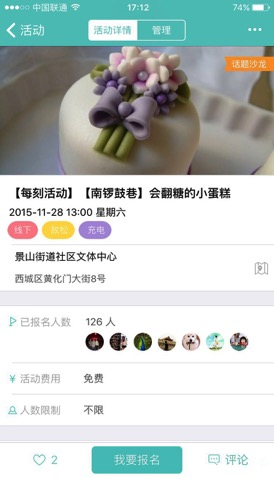 中国联通 17:12
活动 活动详情 管理 ...
话题沙龙
【每刻活动】【南锣鼓巷】会翻糖的小蛋糕
2015-11-28 13:00 星期六
线下 放松 充电
景山街道社区文体中心
西城区黄化门大街8号
已报名人数 126 人
¥ 活动费用 免费
人数限制 不限
2 我要报名 评论